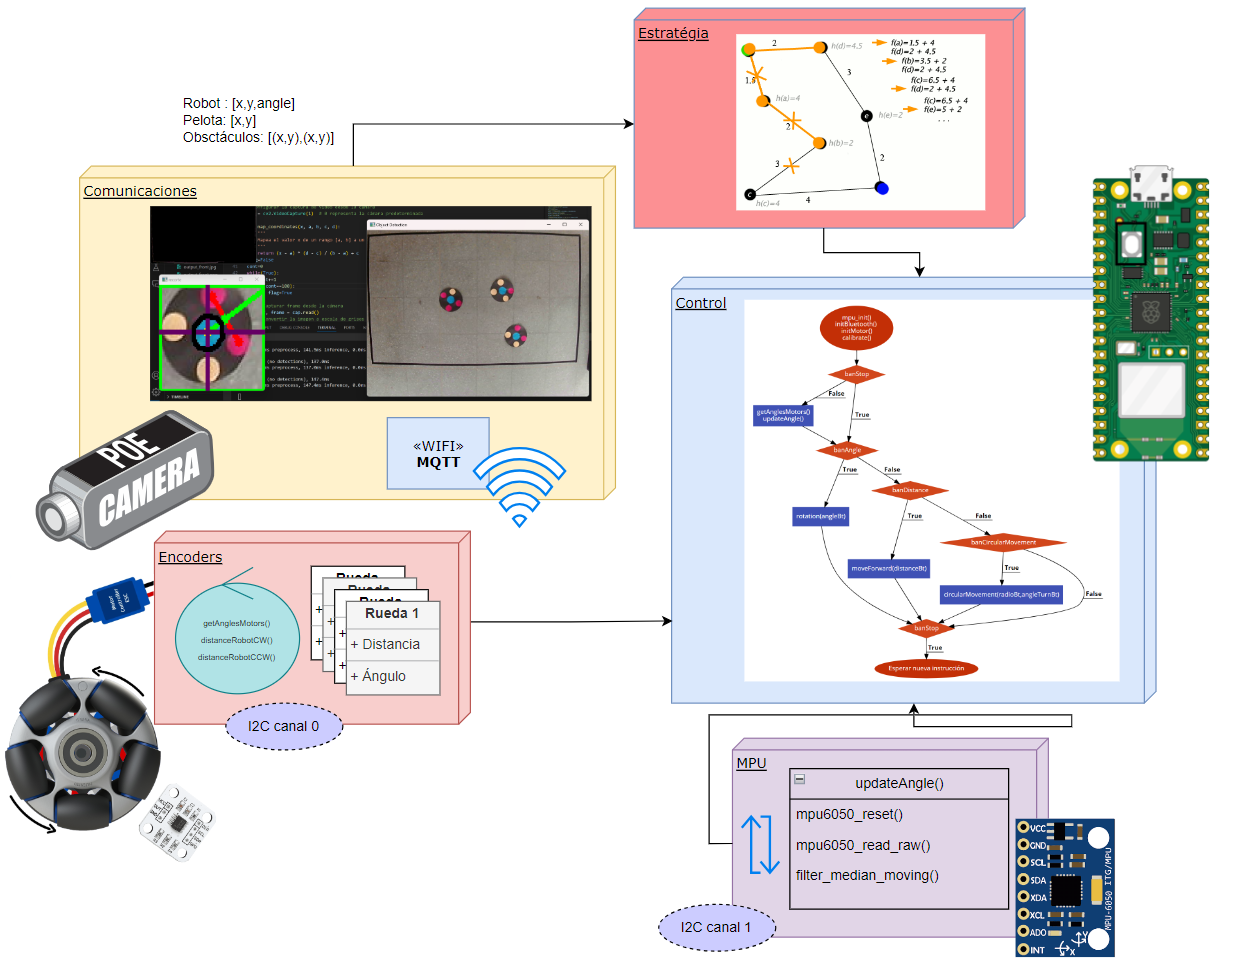 Estratégia
2
h(d)=4,5
f(a)=1,5 + 4
f(d)=2 + 4,5
f(b)=3,5 + 2
f(d)=2 + 4,5
f(c)=6,5 + 4
f(d)=2 + 4,5
f(c)=6,5 + 4
f(e)=5 + 2
. . .
1,5
3
h(a)=4
2
e
h(e)=2
h(b)=2
3
2
c
4
h(c)=4
Robot : [x,y,angle]
Pelota: [x,y]
Obsctáculos: [(x,y),(x,y)]
Comunicaciones
Object Detection
POE
CAMERA
«WIFI»
MQTT
Control
mpu_init()
initBluetooth()
initMotor()
calibrate()
banStop
False
True
getAnglesMotors()
updateAngle()
banAngle
True
False
banDistance
rotation(angleBt)
True
False
banCircularMovement
moveForward(distanceBt)
True
False
circularMovement(radioBt,angleTurnBt)
banStop
True
Esperar nueva instrucción
Encoders
getAnglesMotors()
distanceRobotCW()
distanceRobotCCW()
Rueda
Rueda 1
+ Distancia
+ Ángulo
I2C canal 0
MPU
updateAngle()
mpu6050_reset()
mpu6050_read_raw()
filter_median_moving()
I2C canal 1
VCC
GND
SCL
SDA
XDA
XCL
ADO
INT
MPU-6050 ITG/MPU